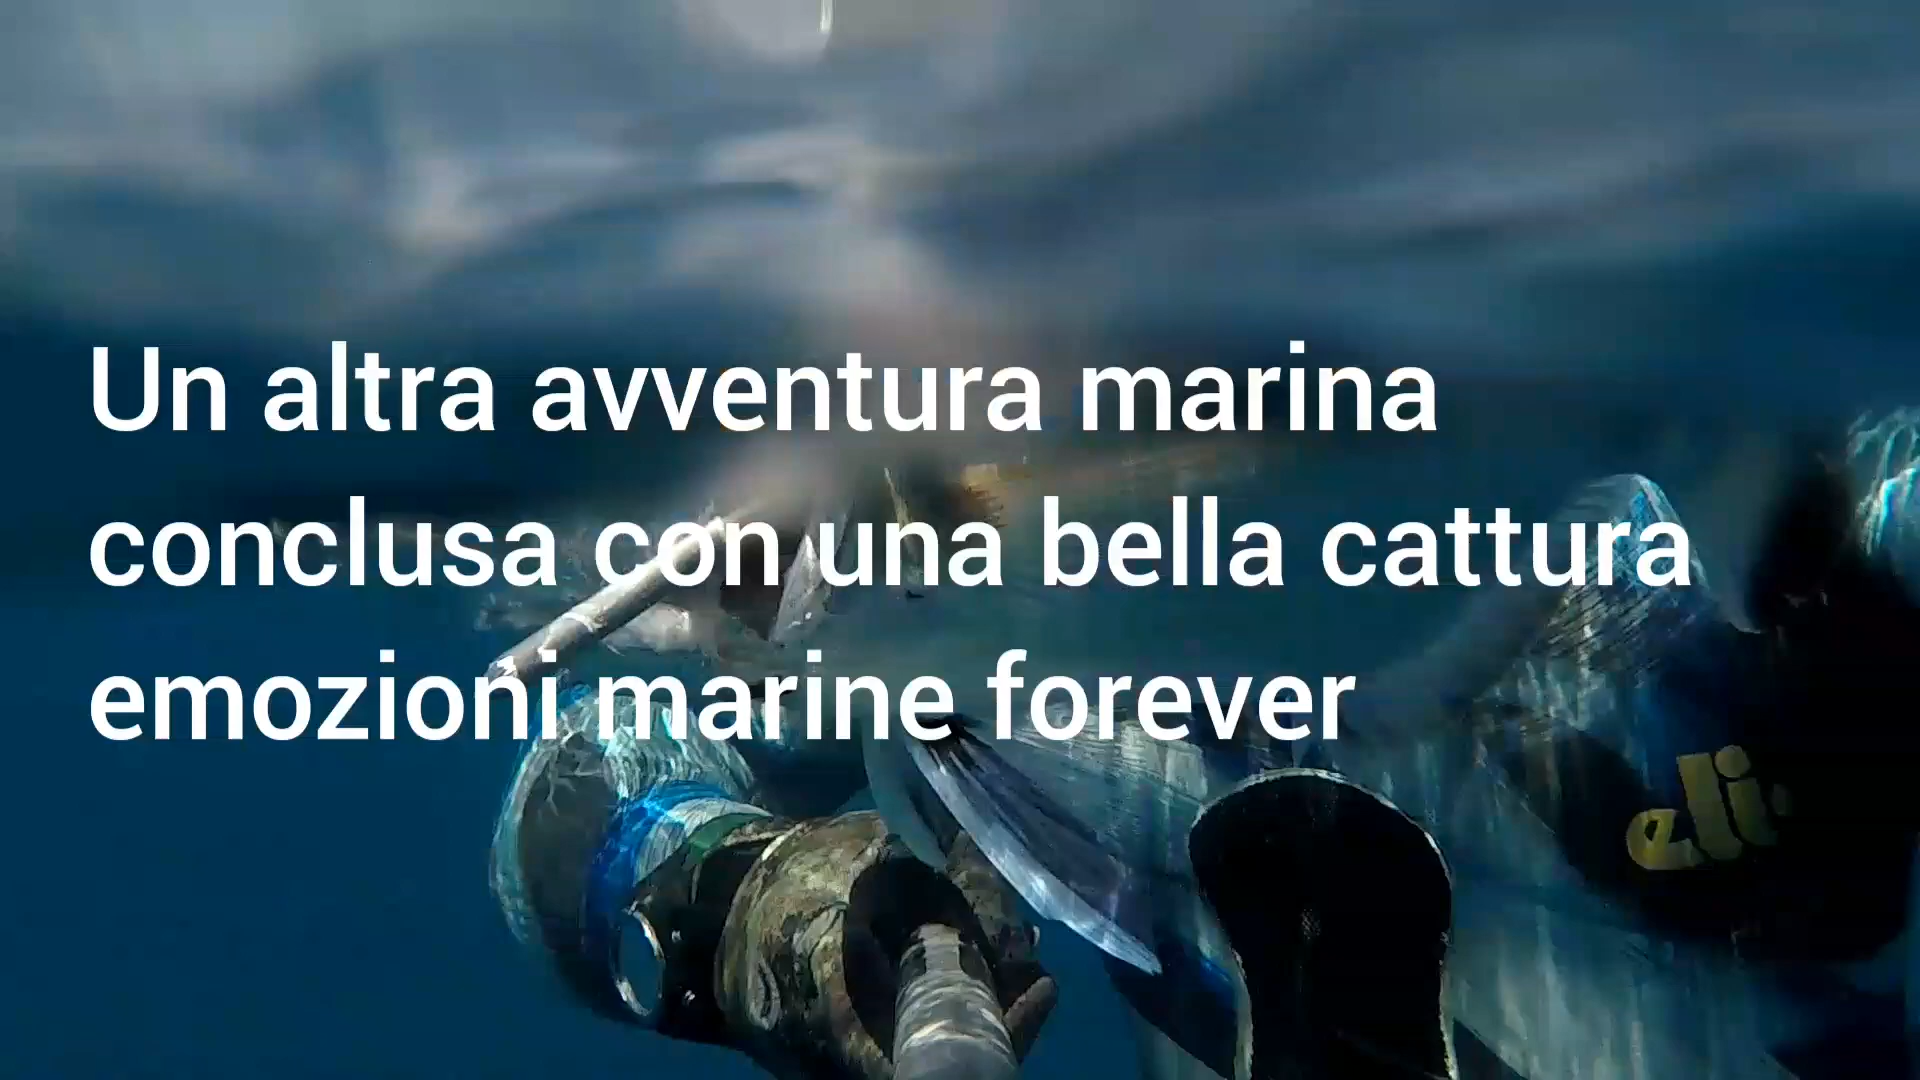 Un altra avventura marina
conclusa con una bella cattura
emozioni marine forever